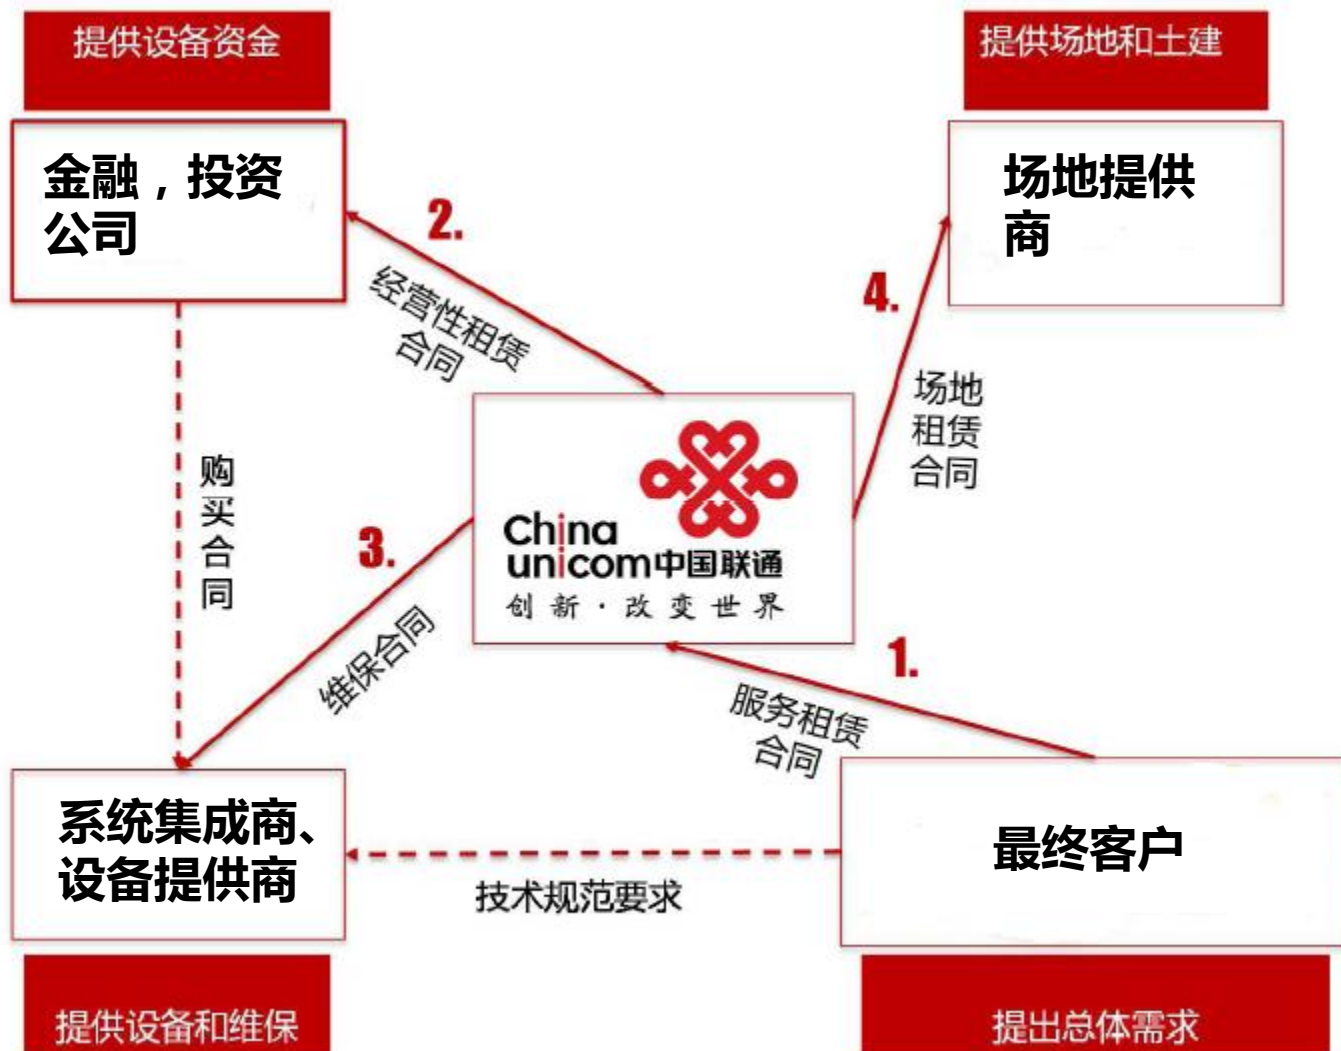 提供设备资金
提供场地和土建
金融，投资
公司
场地提供
商
2.
经营性租赁
合同
4.
场地
租赁
合同
购
买
合
同
China
unicom中国联通
创新·改变世界
3.
维保合同
1.
服务租赁
合同
系统集成商、
设备提供商
技术规范要求
最终客户
提供设备和维保
提出总体需求